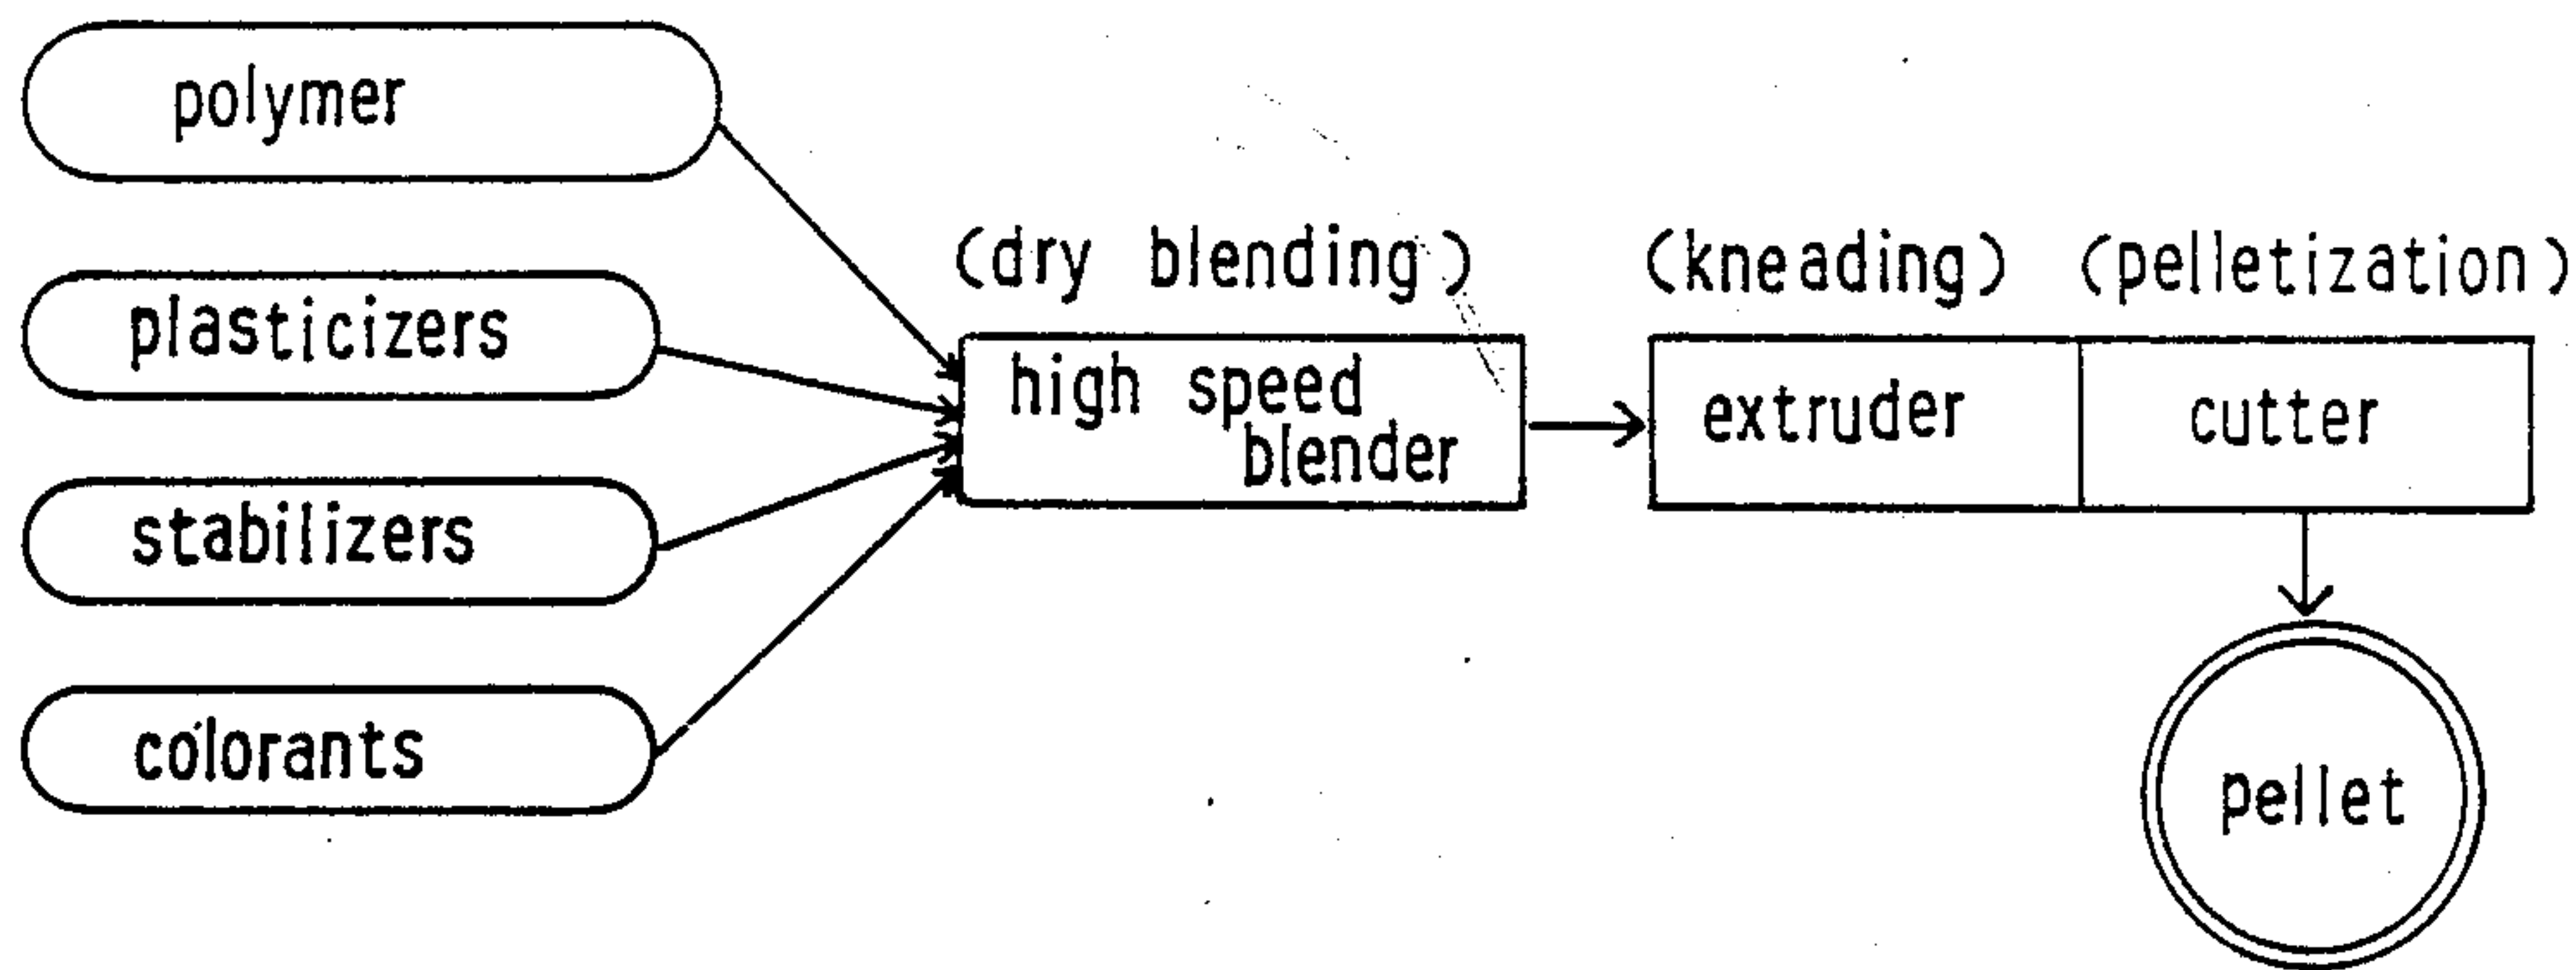 polymer
plasticizers
stabilizers
colorants
(dry blending)
high speed
blender
(kneading)
extruder
(pelletization)
cutter
pellet